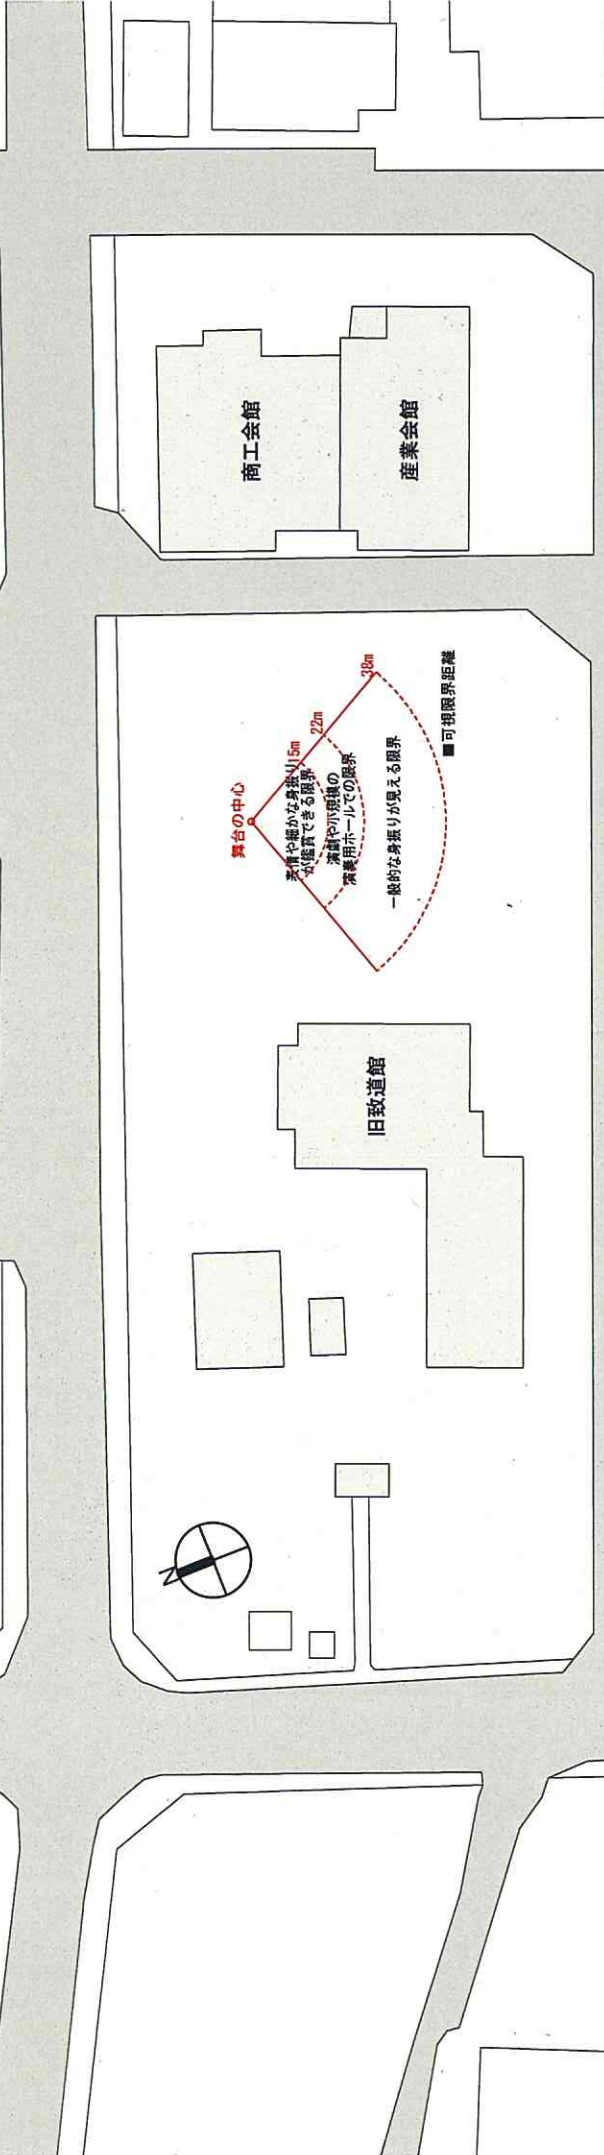 商工会館
産業会館
■可視限界距離
38m
22m
15m
舞台の中心
表情や細かな身振り
が鑑賞できる限界
演劇や小規模の
演奏用ホールでの限界
一般的な身振りが見える限界
旧致道館
N